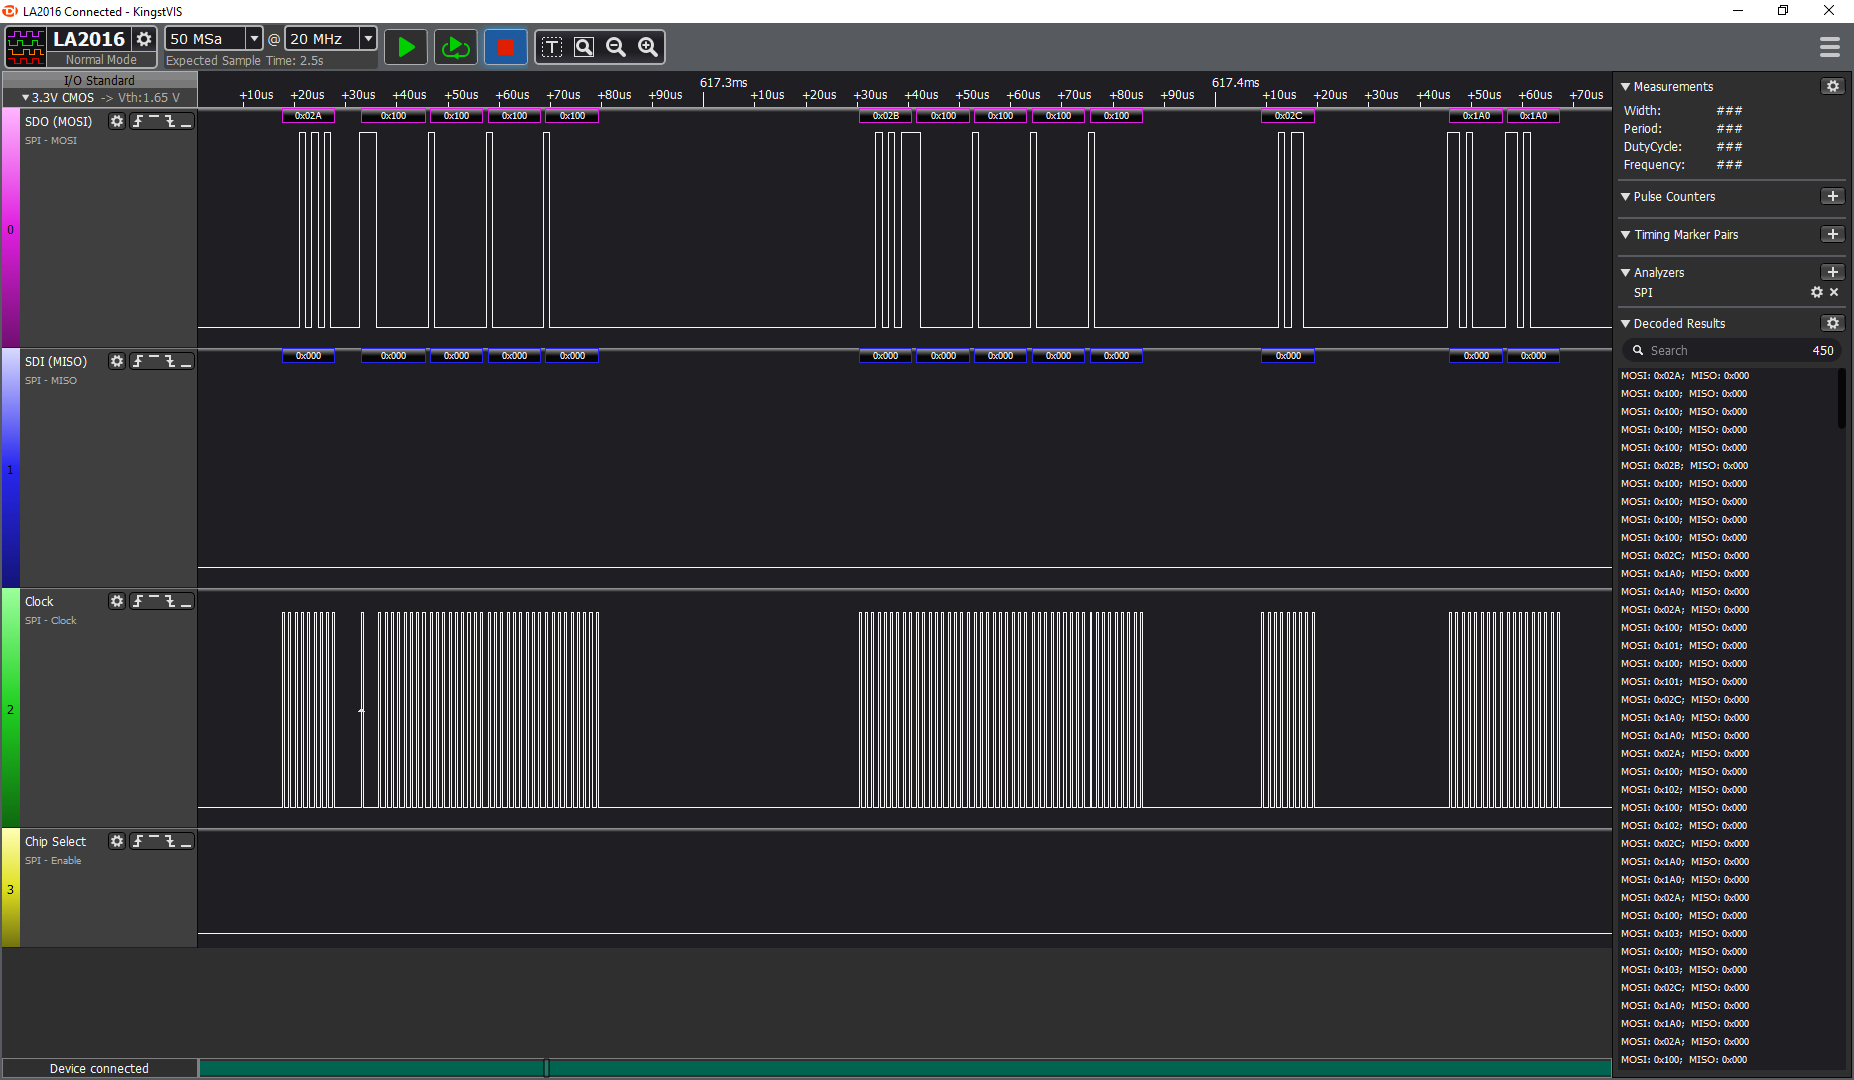 LA2016 Connected - KingstVIS
LA2016
Normal Mode
50 MSa @ 20 MHz
Expected Sample Time: 2.5s
T
I/O Standard
3.3V CMOS -> Vth:1.65 V
617.3ms 617.4ms
+10us +20us +30us +40us +50us +60us +70us +80us +90us +10us +20us +30us +40us +50us +60us +70us +80us +90us +10us +20us +30us +40us +50us +60us +70us
0
SDO (MOSI)
SPI - MOSI
0x02A 0x100 0x100 0x100 0x100 0x02B 0x100 0x100 0x100 0x100 0x02C 0x1A0 0x1A0
1
SDI (MISO)
SPI - MISO
0x000 0x000 0x000 0x000 0x000 0x000 0x000 0x000 0x000 0x000 0x000 0x000 0x000
2
Clock
SPI - Clock
3
Chip Select
SPI - Enable
Device connected
Measurements
Width: ###
Period: ###
DutyCycle: ###
Frequency: ###
Pulse Counters
Timing Marker Pairs
Analyzers
SPI
Decoded Results
Search 450
MOSI: 0x02A; MISO: 0x000
MOSI: 0x100; MISO: 0x000
MOSI: 0x100; MISO: 0x000
MOSI: 0x100; MISO: 0x000
MOSI: 0x100; MISO: 0x000
MOSI: 0x02B; MISO: 0x000
MOSI: 0x100; MISO: 0x000
MOSI: 0x100; MISO: 0x000
MOSI: 0x100; MISO: 0x000
MOSI: 0x100; MISO: 0x000
MOSI: 0x02C; MISO: 0x000
MOSI: 0x1A0; MISO: 0x000
MOSI: 0x1A0; MISO: 0x000
MOSI: 0x02A; MISO: 0x000
MOSI: 0x100; MISO: 0x000
MOSI: 0x101; MISO: 0x000
MOSI: 0x100; MISO: 0x000
MOSI: 0x101; MISO: 0x000
MOSI: 0x02C; MISO: 0x000
MOSI: 0x1A0; MISO: 0x000
MOSI: 0x1A0; MISO: 0x000
MOSI: 0x02A; MISO: 0x000
MOSI: 0x100; MISO: 0x000
MOSI: 0x102; MISO: 0x000
MOSI: 0x100; MISO: 0x000
MOSI: 0x102; MISO: 0x000
MOSI: 0x02C; MISO: 0x000
MOSI: 0x1A0; MISO: 0x000
MOSI: 0x1A0; MISO: 0x000
MOSI: 0x02A; MISO: 0x000
MOSI: 0x100; MISO: 0x000
MOSI: 0x103; MISO: 0x000
MOSI: 0x100; MISO: 0x000
MOSI: 0x103; MISO: 0x000
MOSI: 0x02C; MISO: 0x000
MOSI: 0x1A0; MISO: 0x000
MOSI: 0x1A0; MISO: 0x000
MOSI: 0x02A; MISO: 0x000
MOSI: 0x100; MISO: 0x000